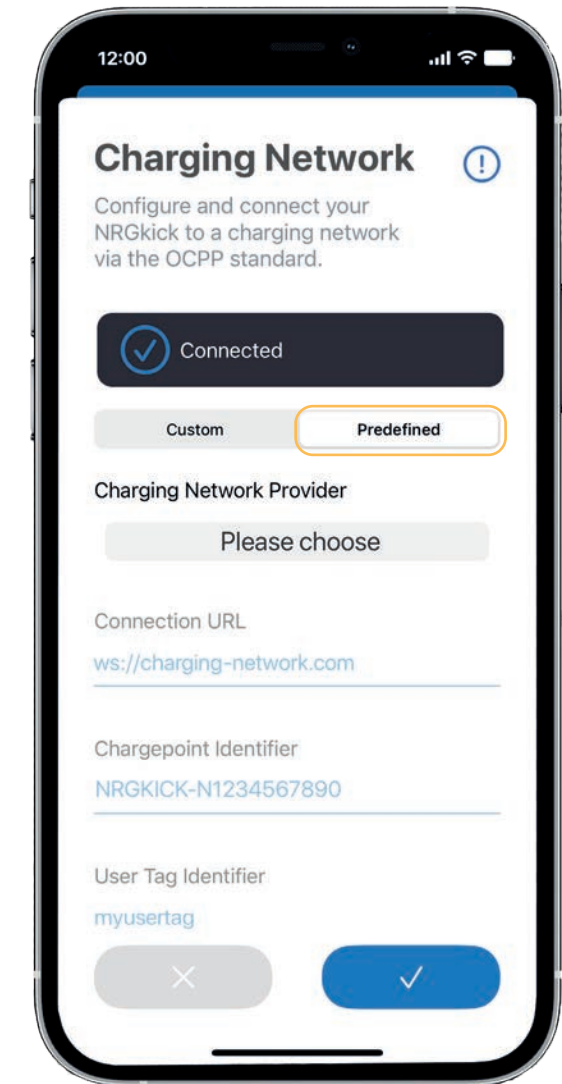 12:00
Charging Network
Configure and connect your
NRGkick to a charging network
via the OCPP standard.
Connected
Custom Predefined
Charging Network Provider
Please choose
Connection URL
ws://charging-network.com
Chargepoint Identifier
NRGKICK-N1234567890
User Tag Identifier
myusertag